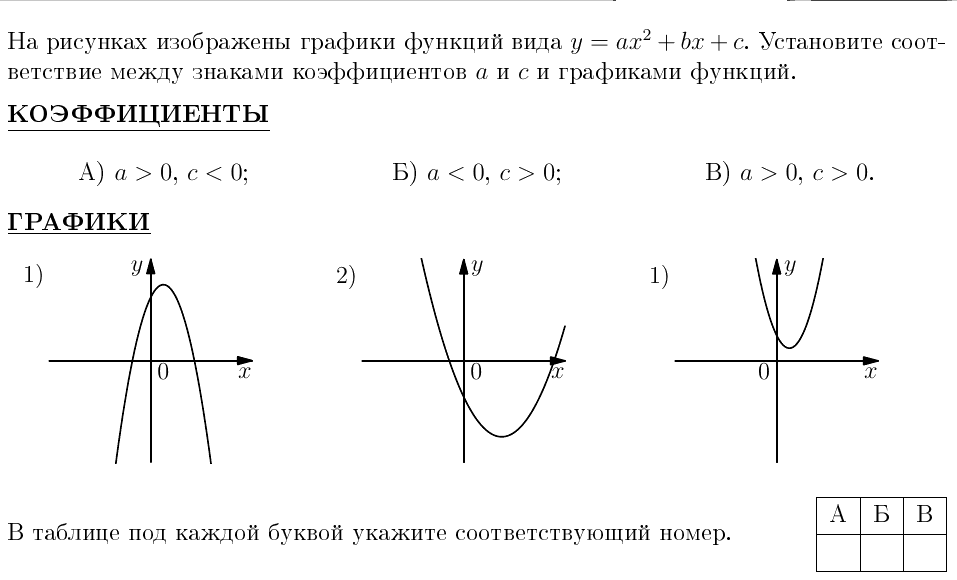 На рисунках изображены графики функций вида y = ax² + bx + c. Установите соот-
ветствие между знаками коэффициентов a и c и графиками функций.
КОЭФФИЦИЕНТЫ
А) a > 0, c < 0; Б) a < 0, c > 0; В) a > 0, c > 0.
ГРАФИКИ
1) y 0 x
2) y 0 x
1) y 0 x
В таблице под каждой буквой укажите соответствующий номер.
А Б В